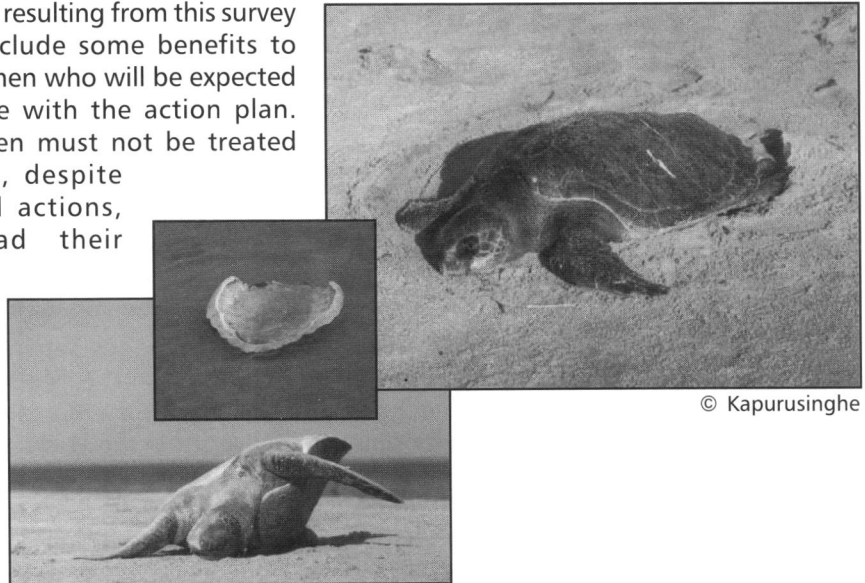 resulting from this survey
clude some benefits to
en who will be expected
e with the action plan.
en must not be treated
, despite
l actions,
ad their
© Kapurusinghe